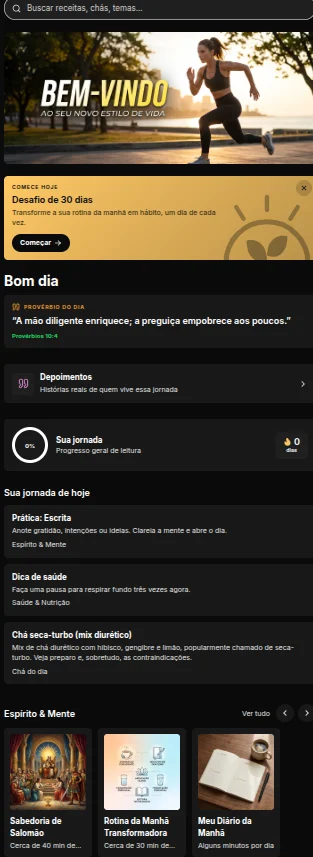 Buscar receitas, chás, temas...
BEM-VINDO
AO SEU NOVO ESTILO DE VIDA
COMECE HOJE
Desafio de 30 dias
Transforme a sua rotina da manhã em hábito, um dia de cada
vez.
Começar →
Bom dia
PROVÉRBIO DO DIA
“A mão diligente enriquece; a preguiça empobrece aos poucos.”
Provérbios 10:4
Depoimentos
Histórias reais de quem vive essa jornada
0%
Sua jornada
Progresso geral de leitura
0
dias
Sua jornada de hoje
Prática: Escrita
Anote gratidão, intenções ou ideias. Clareia a mente e abre o dia.
Espírito & Mente
Dica de saúde
Faça uma pausa para respirar fundo três vezes agora.
Saúde & Nutrição
Chá seca-turbo (mix diurético)
Mix de chá diurético com hibisco, gengibre e limão, popularmente chamado de seca-
turbo. Veja preparo e, sobretudo, as contraindicações.
Chá do dia
Espírito & Mente
Ver tudo
Sabedoria de
Salomão
Cerca de 40 min de...
Rotina da Manhã
Transformadora
Cerca de 30 min de...
Meu Diário da
Manhã
Alguns minutos por dia